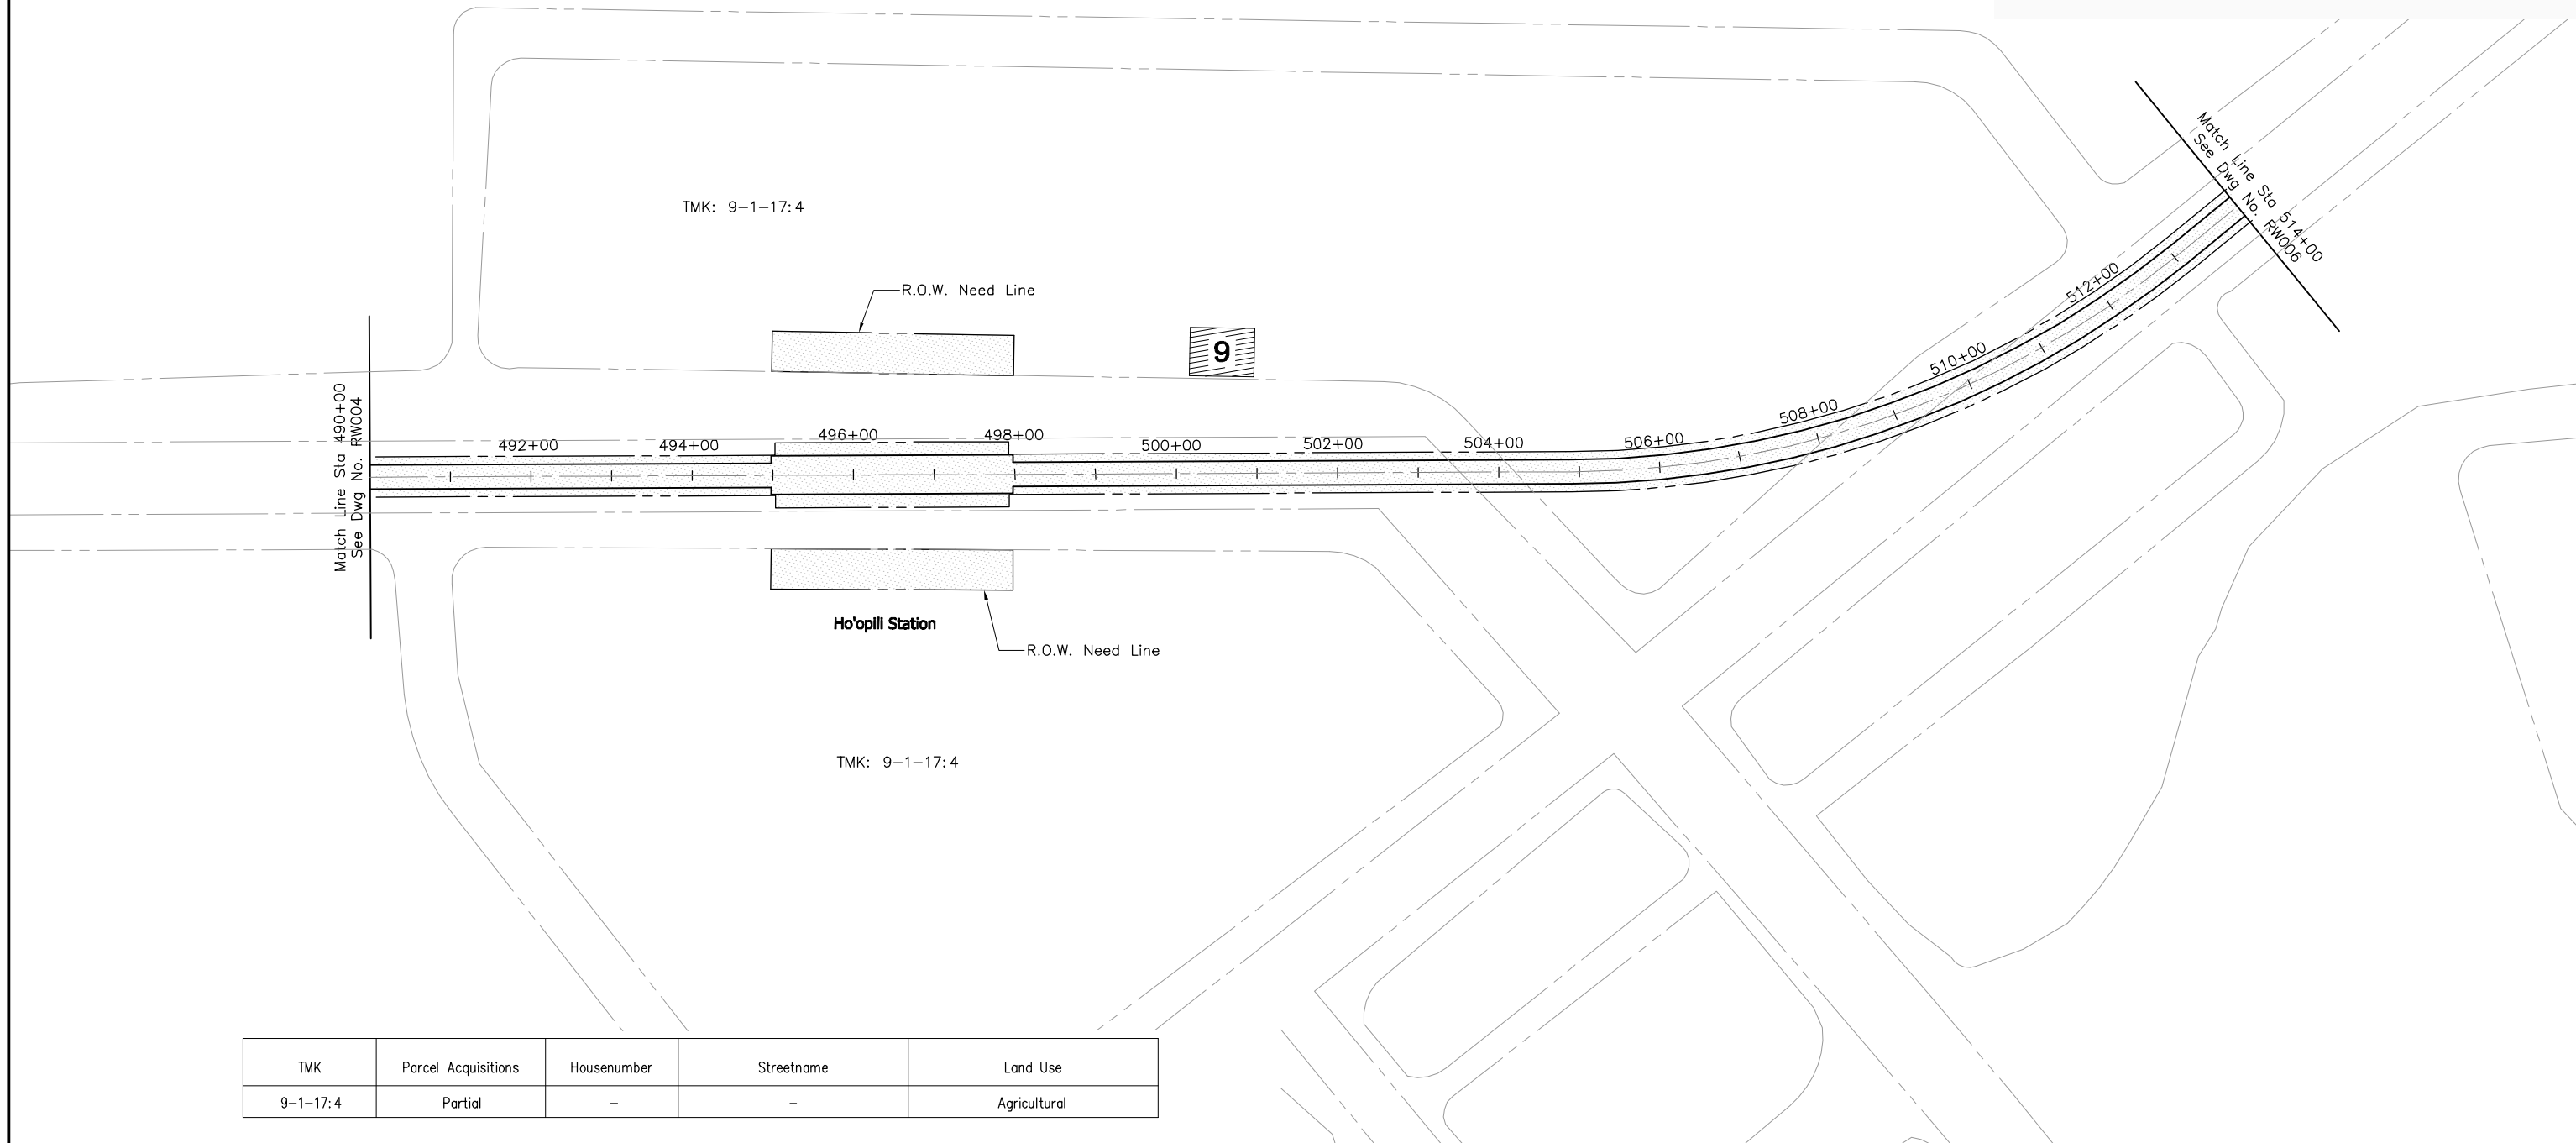 TMK: 9-1-17:4
R.O.W. Need Line
9
Match Line Sta 490+00
See Dwg No. RW004
492+00
494+00
496+00
498+00
500+00
502+00
504+00
506+00
508+00
510+00
512+00
Match Line Sta 514+00
See Dwg No. RW006
Ho'opili Station
R.O.W. Need Line
TMK: 9-1-17:4
TMK Parcel Acquisitions Housenumber Streetname Land Use
9-1-17:4 Partial - - Agricultural